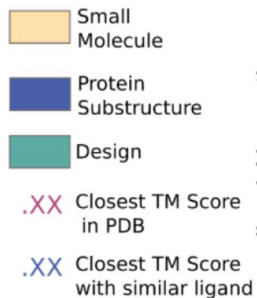 Small
Molecule
Protein
Substructure
Design
.XX Closest TM Score
in PDB
.XX Closest TM Score
with similar ligand